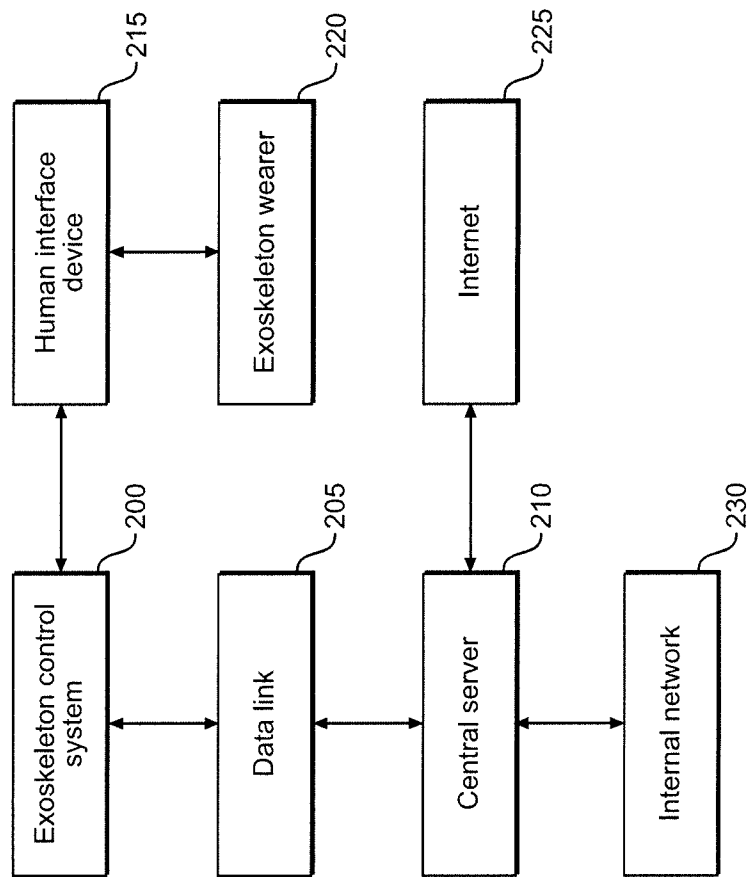 Exoskeleton control
system
200
Human interface
device
215
Data link
205
Exoskeleton wearer
220
Central server
210
Internet
225
Internal network
230